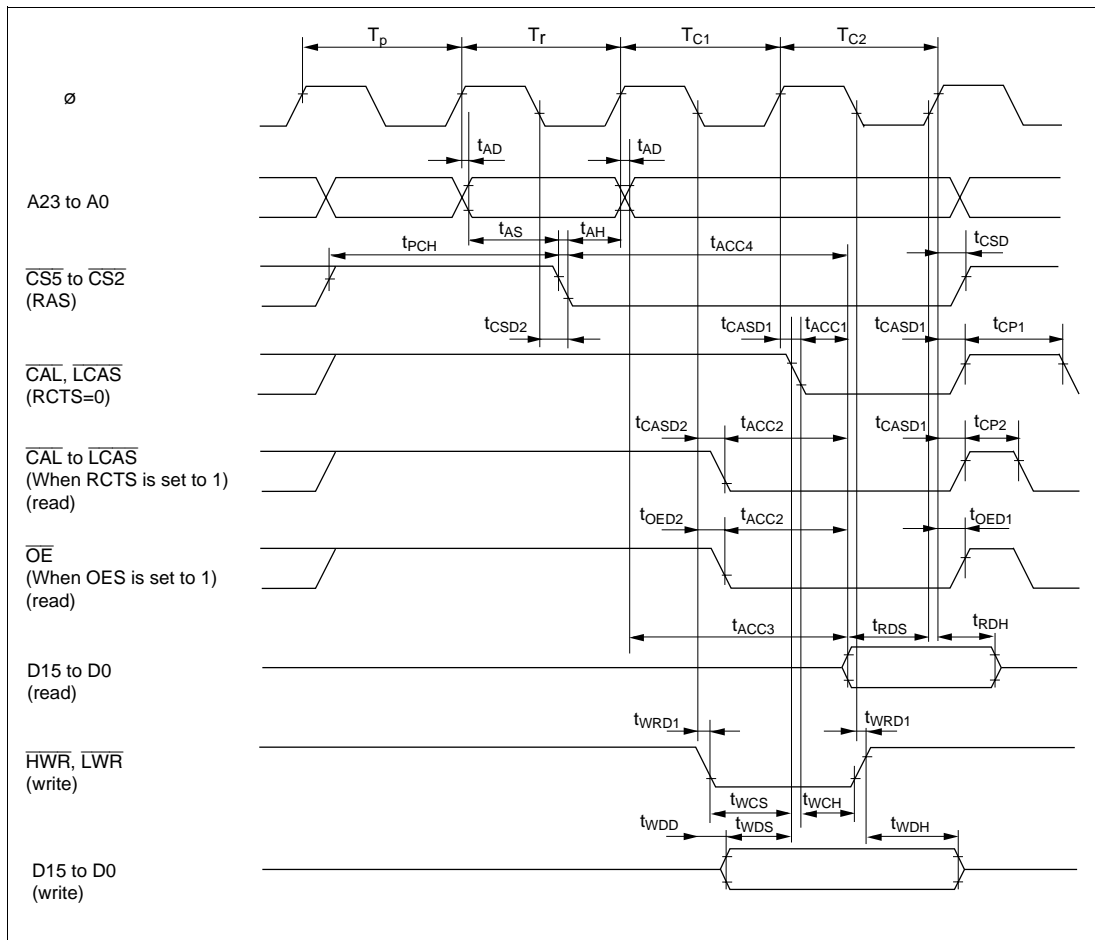 Tp Tr TC1 TC2
ø
tAD tAD
A23 to A0
tAS tAH
tPCH tACC4 tCSD
CS5 to CS2
(RAS)
tCSD2 tCASD1 tACC1 tCASD1 tCP1
CAL, LCAS
(RCTS=0)
tCASD2 tACC2 tCASD1 tCP2
CAL to LCAS
(When RCTS is set to 1)
(read)
tOED2 tACC2 tOED1
OE
(When OES is set to 1)
(read)
tACC3 tRDS tRDH
D15 to D0
(read)
tWRD1 tWRD1
HWR, LWR
(write)
tWCS tWCH
tWDD tWDS tWDH
D15 to D0
(write)